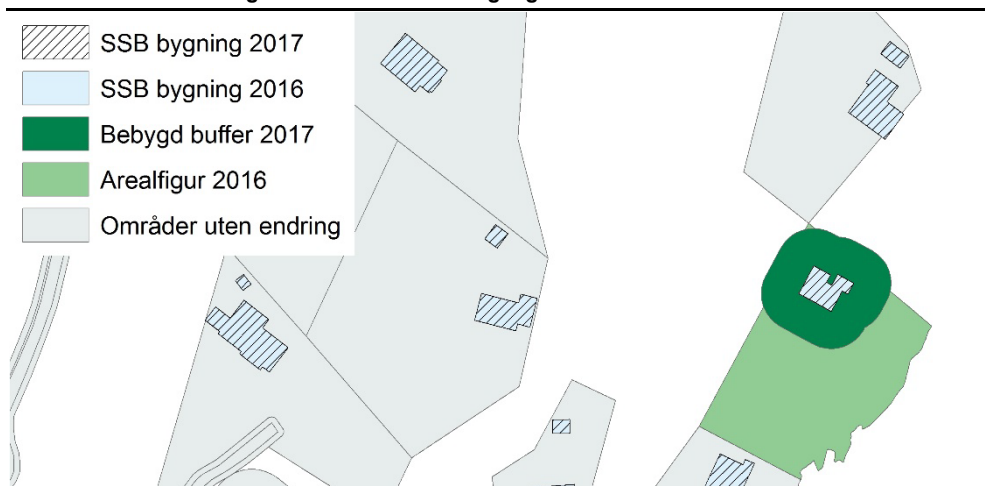 SSB bygning 2017
SSB bygning 2016
Bebygd buffer 2017
Arealfigur 2016
Områder uten endring